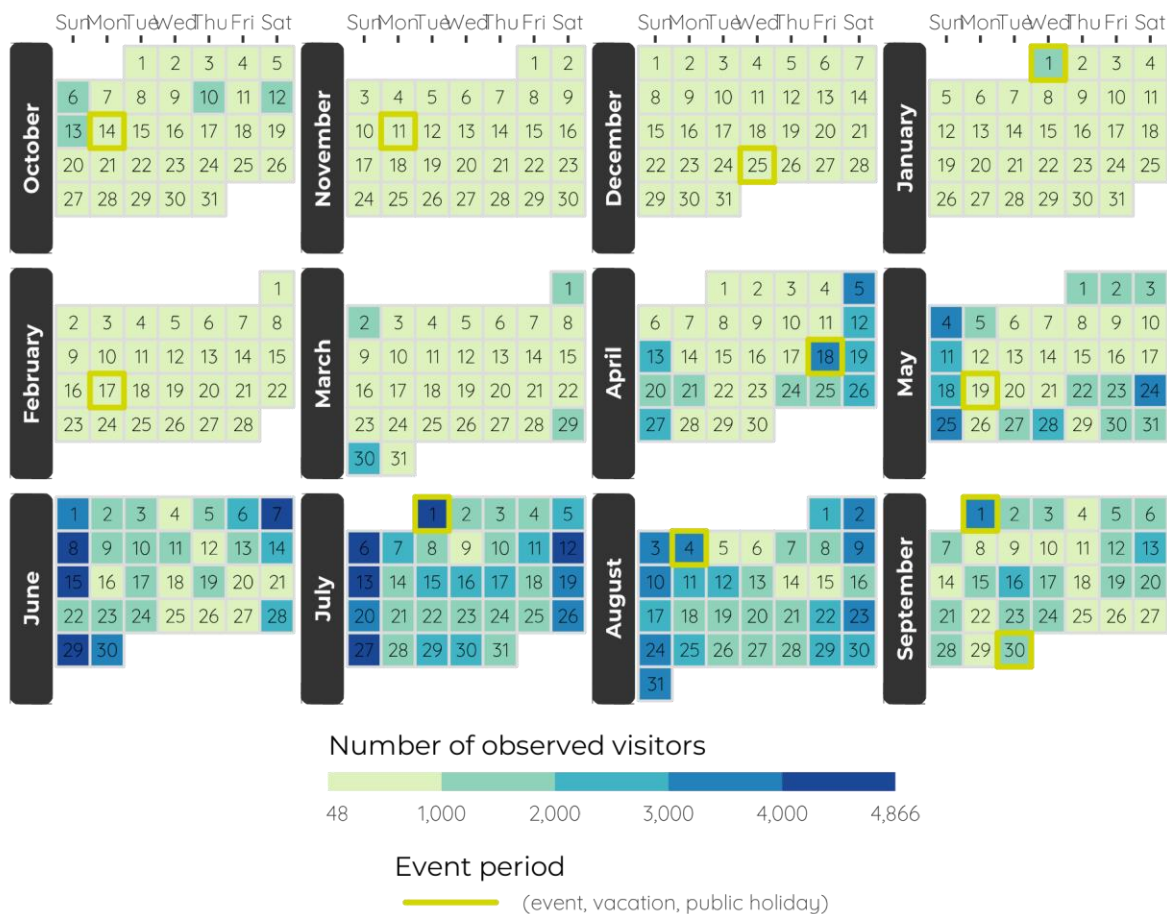 Sun Mon Tue Wed Thu Fri Sat
October
1 2 3 4 5
6 7 8 9 10 11 12
13 14 15 16 17 18 19
20 21 22 23 24 25 26
27 28 29 30 31
Sun Mon Tue Wed Thu Fri Sat
November
1 2
3 4 5 6 7 8 9
10 11 12 13 14 15 16
17 18 19 20 21 22 23
24 25 26 27 28 29 30
Sun Mon Tue Wed Thu Fri Sat
December
1 2 3 4 5 6 7
8 9 10 11 12 13 14
15 16 17 18 19 20 21
22 23 24 25 26 27 28
29 30 31
Sun Mon Tue Wed Thu Fri Sat
January
1 2 3 4
5 6 7 8 9 10 11
12 13 14 15 16 17 18
19 20 21 22 23 24 25
26 27 28 29 30 31
February
1
2 3 4 5 6 7 8
9 10 11 12 13 14 15
16 17 18 19 20 21 22
23 24 25 26 27 28
March
1
2 3 4 5 6 7 8
9 10 11 12 13 14 15
16 17 18 19 20 21 22
23 24 25 26 27 28 29
30 31
April
1 2 3 4 5
6 7 8 9 10 11 12
13 14 15 16 17 18 19
20 21 22 23 24 25 26
27 28 29 30
May
1 2 3
4 5 6 7 8 9 10
11 12 13 14 15 16 17
18 19 20 21 22 23 24
25 26 27 28 29 30 31
June
1 2 3 4 5 6 7
8 9 10 11 12 13 14
15 16 17 18 19 20 21
22 23 24 25 26 27 28
29 30
July
1 2 3 4 5
6 7 8 9 10 11 12
13 14 15 16 17 18 19
20 21 22 23 24 25 26
27 28 29 30 31
August
1 2
3 4 5 6 7 8 9
10 11 12 13 14 15 16
17 18 19 20 21 22 23
24 25 26 27 28 29 30
31
September
1 2 3 4 5 6
7 8 9 10 11 12 13
14 15 16 17 18 19 20
21 22 23 24 25 26 27
28 29 30
Number of observed visitors
48 1,000 2,000 3,000 4,000 4,866
Event period
(event, vacation, public holiday)